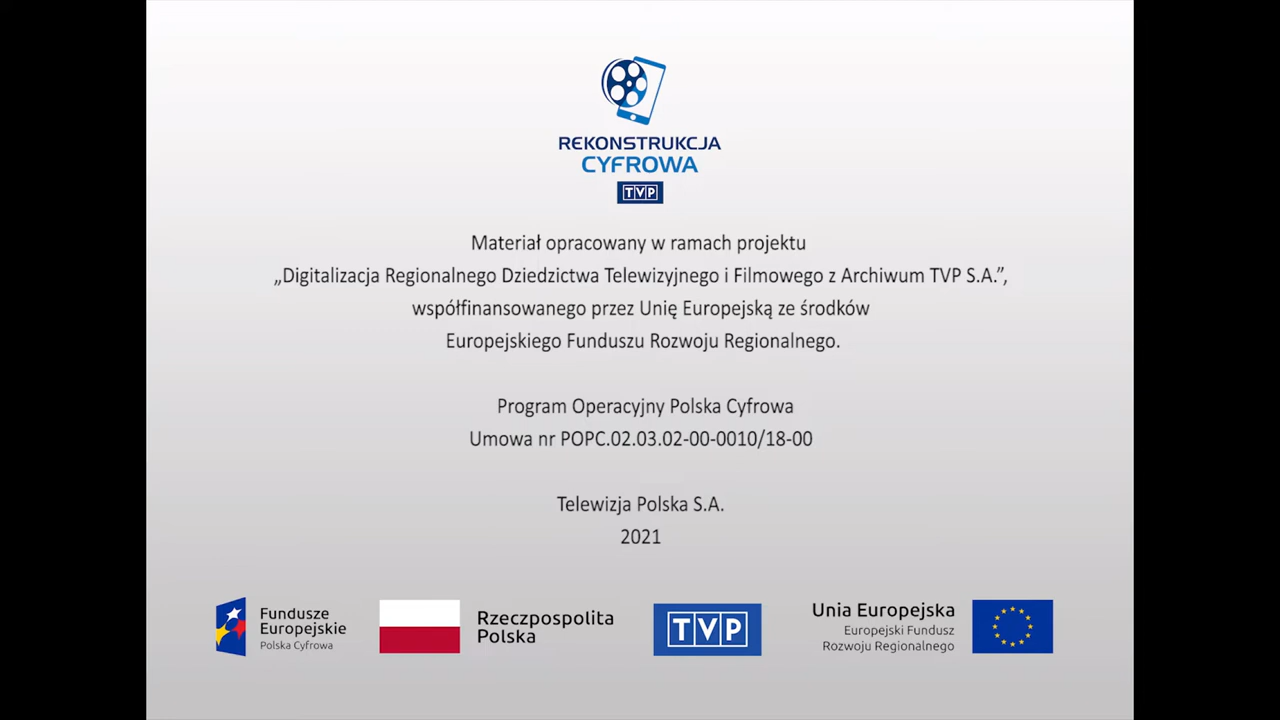 REKONSTRUKCJA
CYFROWA
TVP
Materiał opracowany w ramach projektu
„Digitalizacja Regionalnego Dziedzictwa Telewizyjnego i Filmowego z Archiwum TVP S.A.”,
współfinansowanego przez Unię Europejską ze środków
Europejskiego Funduszu Rozwoju Regionalnego.
Program Operacyjny Polska Cyfrowa
Umowa nr POPC.02.03.02-00-0010/18-00
Telewizja Polska S.A.
2021
Fundusze
Europejskie
Polska Cyfrowa
Rzeczpospolita
Polska
TVP
Unia Europejska
Europejski Fundusz
Rozwoju Regionalnego